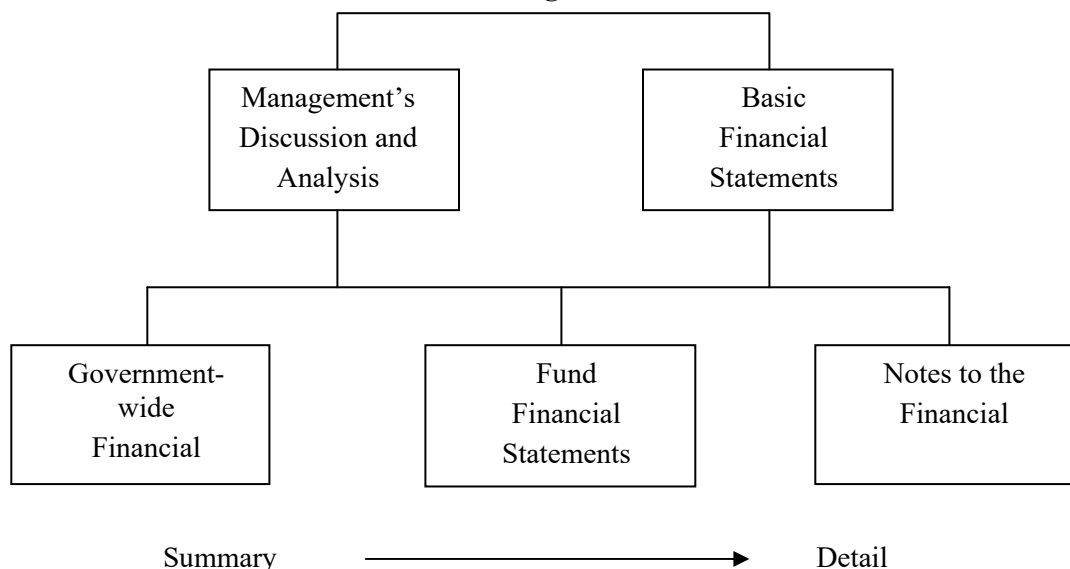 Management's
Discussion and
Analysis
Basic
Financial
Statements
Government-
wide
Financial
Fund
Financial
Statements
Notes to the
Financial
Summary
Detail